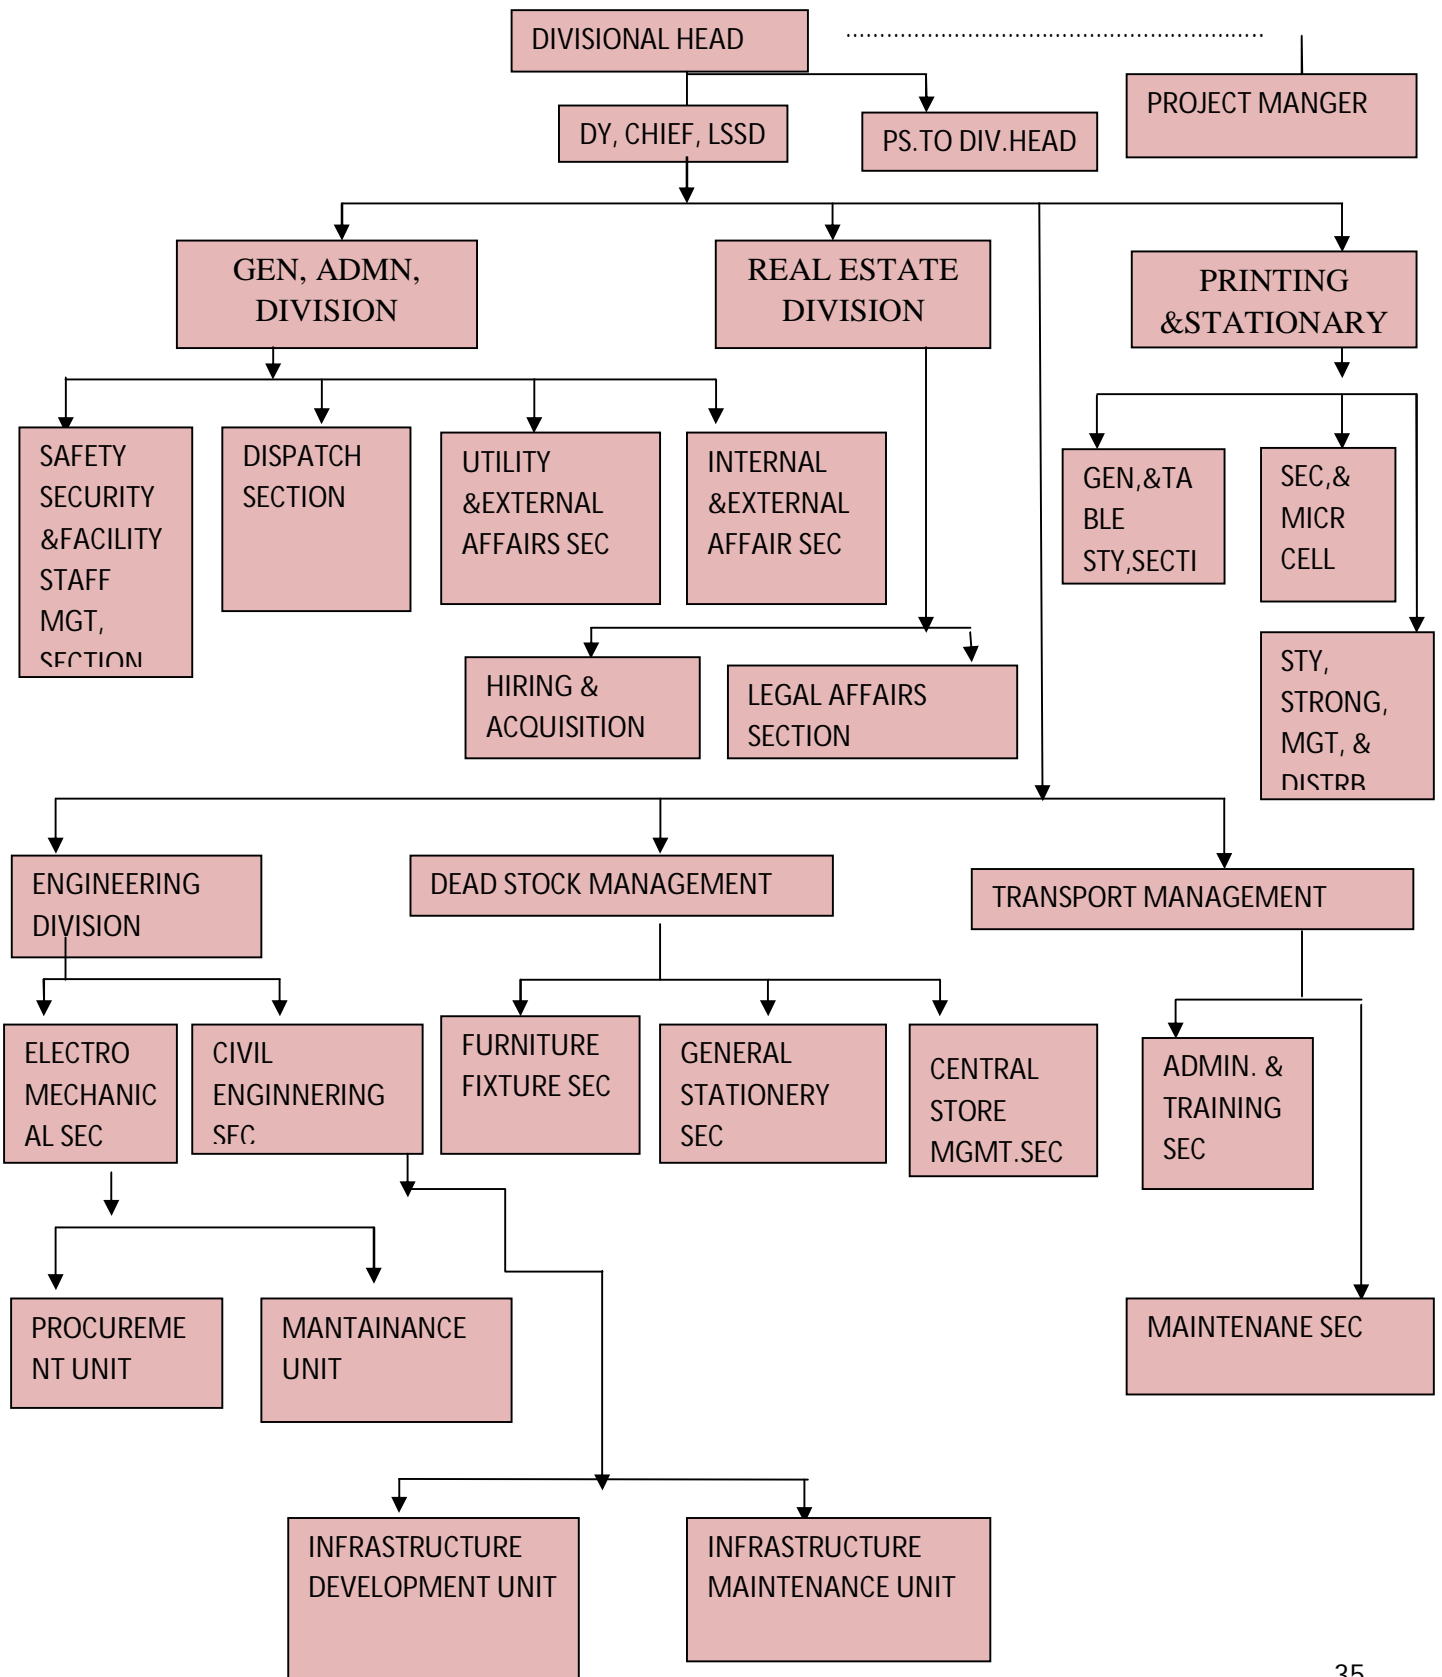 DIVISIONAL HEAD
PROJECT MANGER
DY, CHIEF, LSSD
PS.TO DIV.HEAD
GEN, ADMN,
DIVISION
REAL ESTATE
DIVISION
PRINTING
&STATIONARY
SAFETY
SECURITY
&FACILITY
STAFF
MGT,
SECTION
DISPATCH
SECTION
UTILITY
&EXTERNAL
AFFAIRS SEC
INTERNAL
&EXTERNAL
AFFAIR SEC
GEN,&TA
BLE
STY,SECTI
SEC,&
MICR
CELL
HIRING &
ACQUISITION
LEGAL AFFAIRS
SECTION
STY,
STRONG,
MGT, &
DISTRB
ENGINEERING
DIVISION
DEAD STOCK MANAGEMENT
TRANSPORT MANAGEMENT
ELECTRO
MECHANIC
AL SEC
CIVIL
ENGINNERING
SEC
FURNITURE
FIXTURE SEC
GENERAL
STATIONERY
SEC
CENTRAL
STORE
MGMT.SEC
ADMIN. &
TRAINING
SEC
PROCUREME
NT UNIT
MANTAINANCE
UNIT
MAINTENANE SEC
INFRASTRUCTURE
DEVELOPMENT UNIT
INFRASTRUCTURE
MAINTENANCE UNIT
35